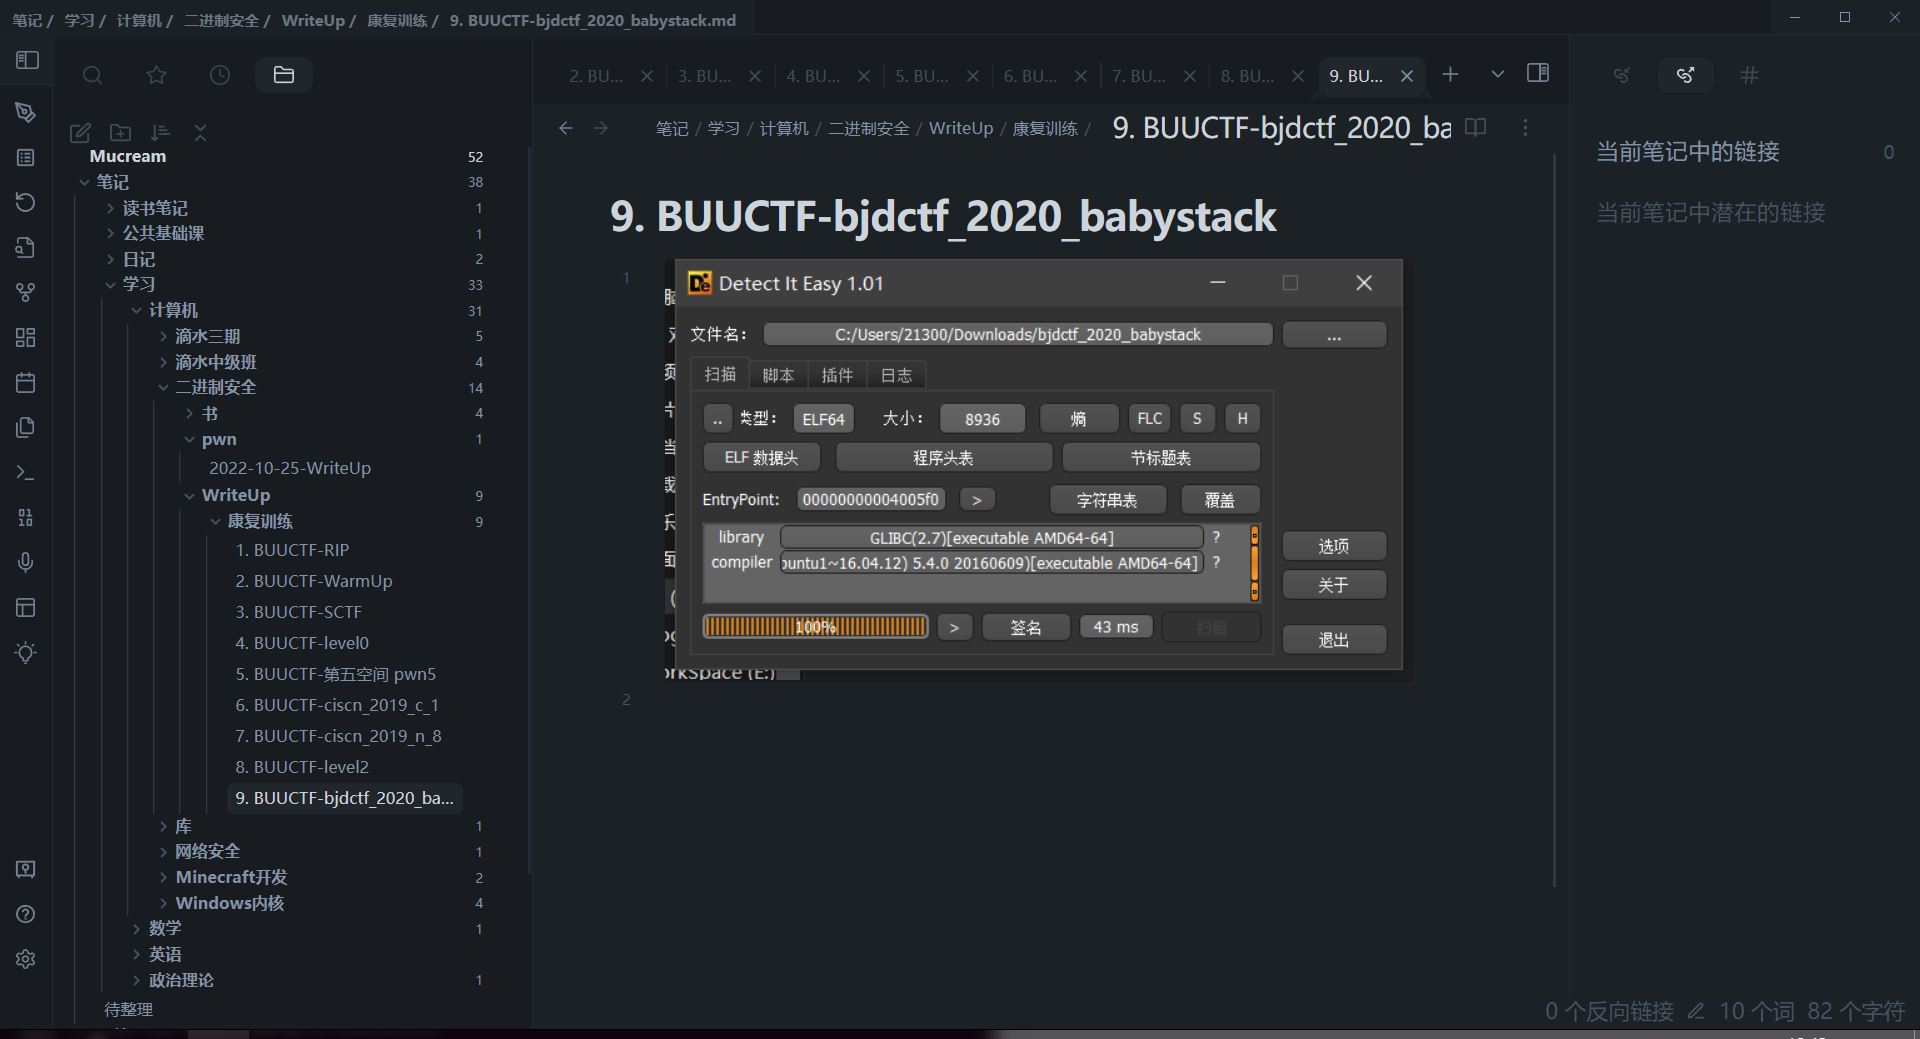 笔记 / 学习 / 计算机 / 二进制安全 / WriteUp / 康复训练 / 9. BUUCTF-bjdctf_2020_babystack.md
2. BU...
3. BU...
4. BU...
5. BU...
6. BU...
7. BU...
8. BU...
9. BU...
笔记 / 学习 / 计算机 / 二进制安全 / WriteUp / 康复训练 / 9. BUUCTF-bjdctf_2020_ba
Mucream 52
笔记 38
读书笔记 1
公共基础课 1
日记 2
学习 33
计算机 31
滴水三期 5
滴水中级班 4
二进制安全 14
书 4
pwn 1
2022-10-25-WriteUp
WriteUp 9
康复训练 9
1. BUUCTF-RIP
2. BUUCTF-WarmUp
3. BUUCTF-SCTF
4. BUUCTF-level0
5. BUUCTF-第五空间 pwn5
6. BUUCTF-ciscn_2019_c_1
7. BUUCTF-ciscn_2019_n_8
8. BUUCTF-level2
9. BUUCTF-bjdctf_2020_ba...
库 1
网络安全 1
Minecraft开发 2
Windows内核 4
数学 1
英语
政治理论 1
待整理
9. BUUCTF-bjdctf_2020_babystack
1
Detect It Easy 1.01
文件名: C:/Users/21300/Downloads/bjdctf_2020_babystack ...
扫描 脚本 插件 日志
.. 类型: ELF64 大小: 8936 熵 FLC S H
ELF 数据头 程序头表 节标题表
EntryPoint: 00000000004005f0 > 字符串表 覆盖
library GLIBC(2.7)[executable AMD64-64] ?
compiler buntu1~16.04.12) 5.4.0 20160609)[executable AMD64-64] ?
选项
关于
100% > 签名 43 ms 扫描
退出
orkSpace (E:)
2
当前笔记中的链接 0
当前笔记中潜在的链接
0 个反向链接 10 个词 82 个字符